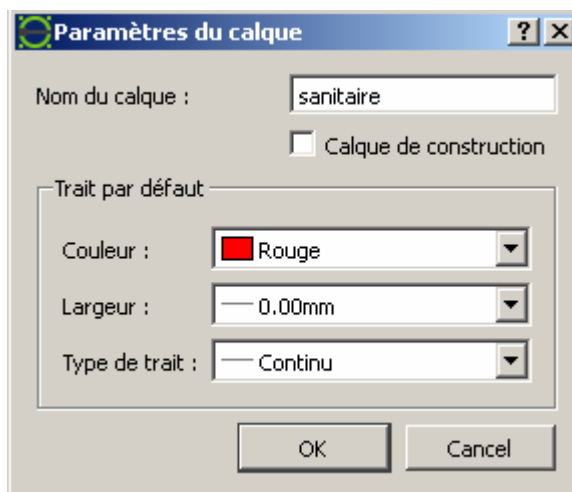 Paramètres du calque
Nom du calque : sanitaire
Calque de construction
Trait par défaut
Couleur : Rouge
Largeur : 0.00mm
Type de trait : Continu
OK Cancel